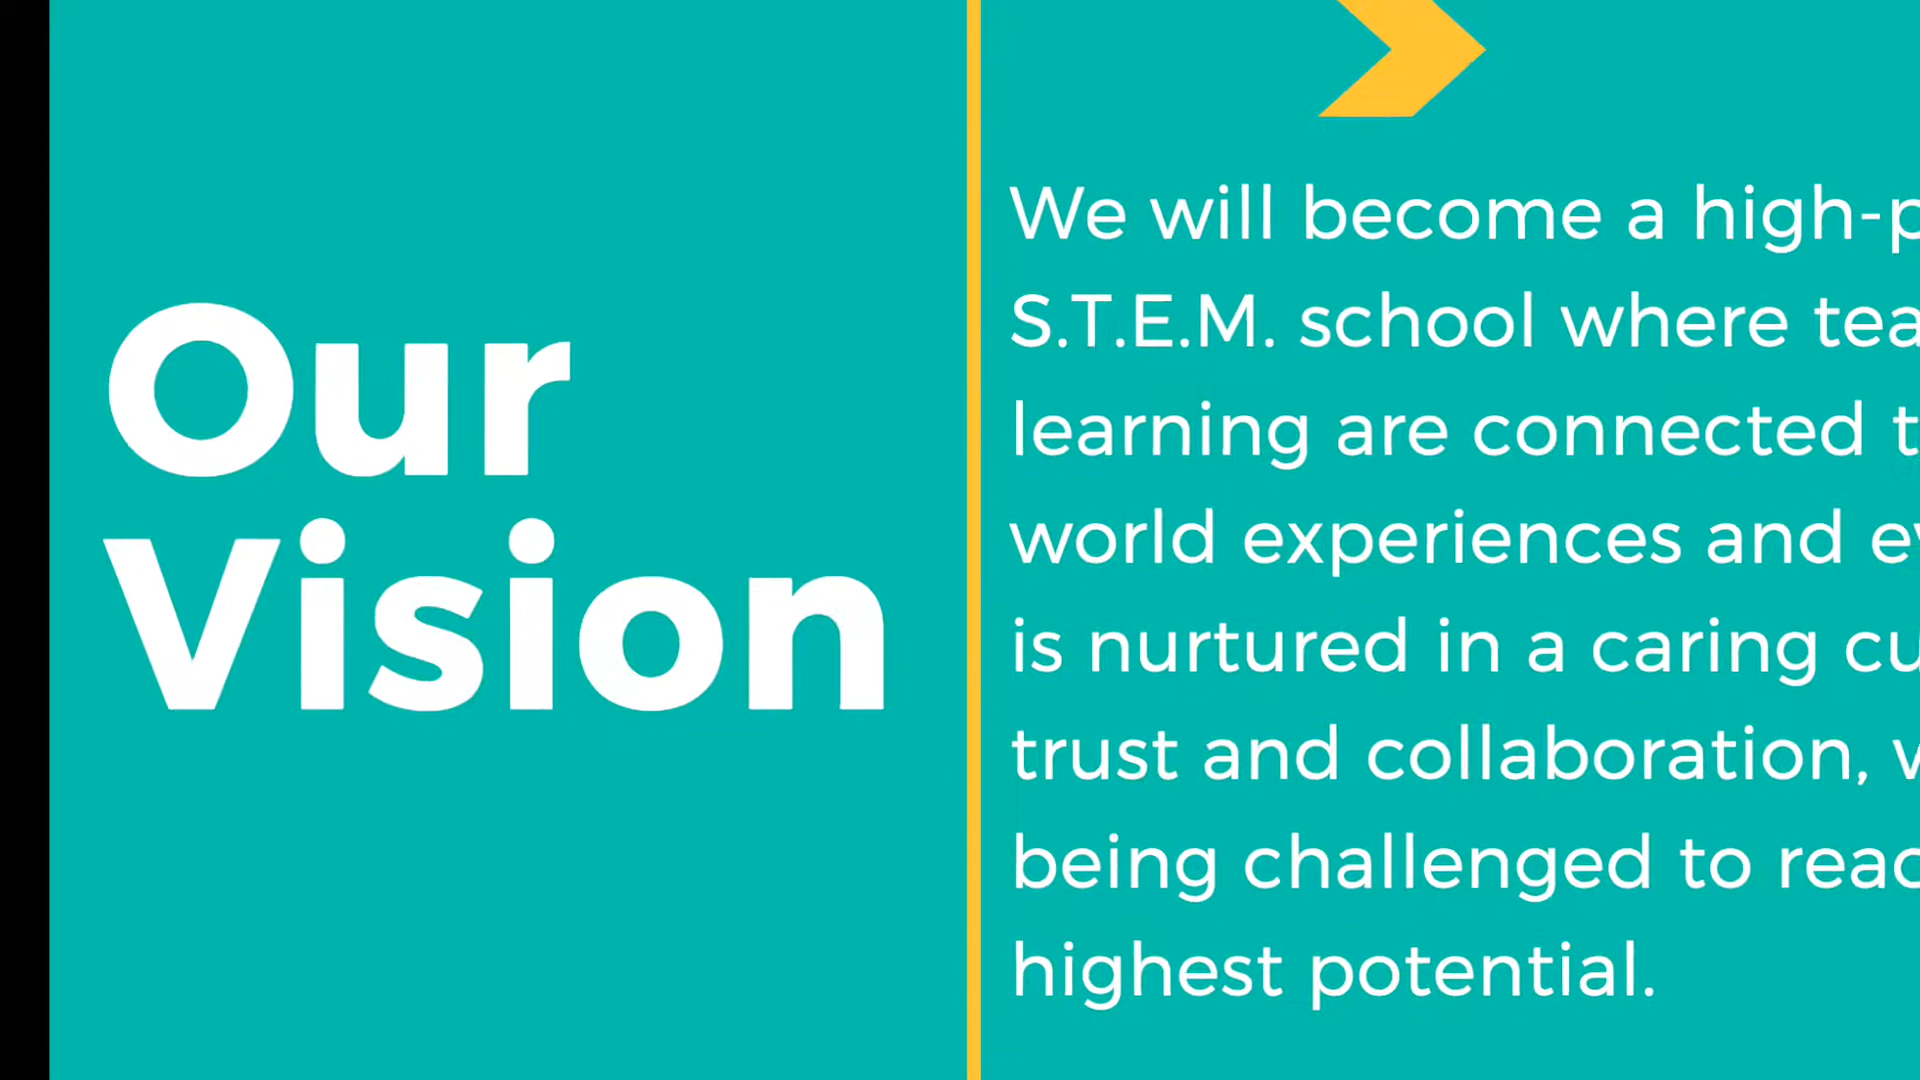 Our
Vision
We will become a high-p
S.T.E.M. school where tea
learning are connected t
world experiences and ev
is nurtured in a caring cu
trust and collaboration, w
being challenged to reac
highest potential.